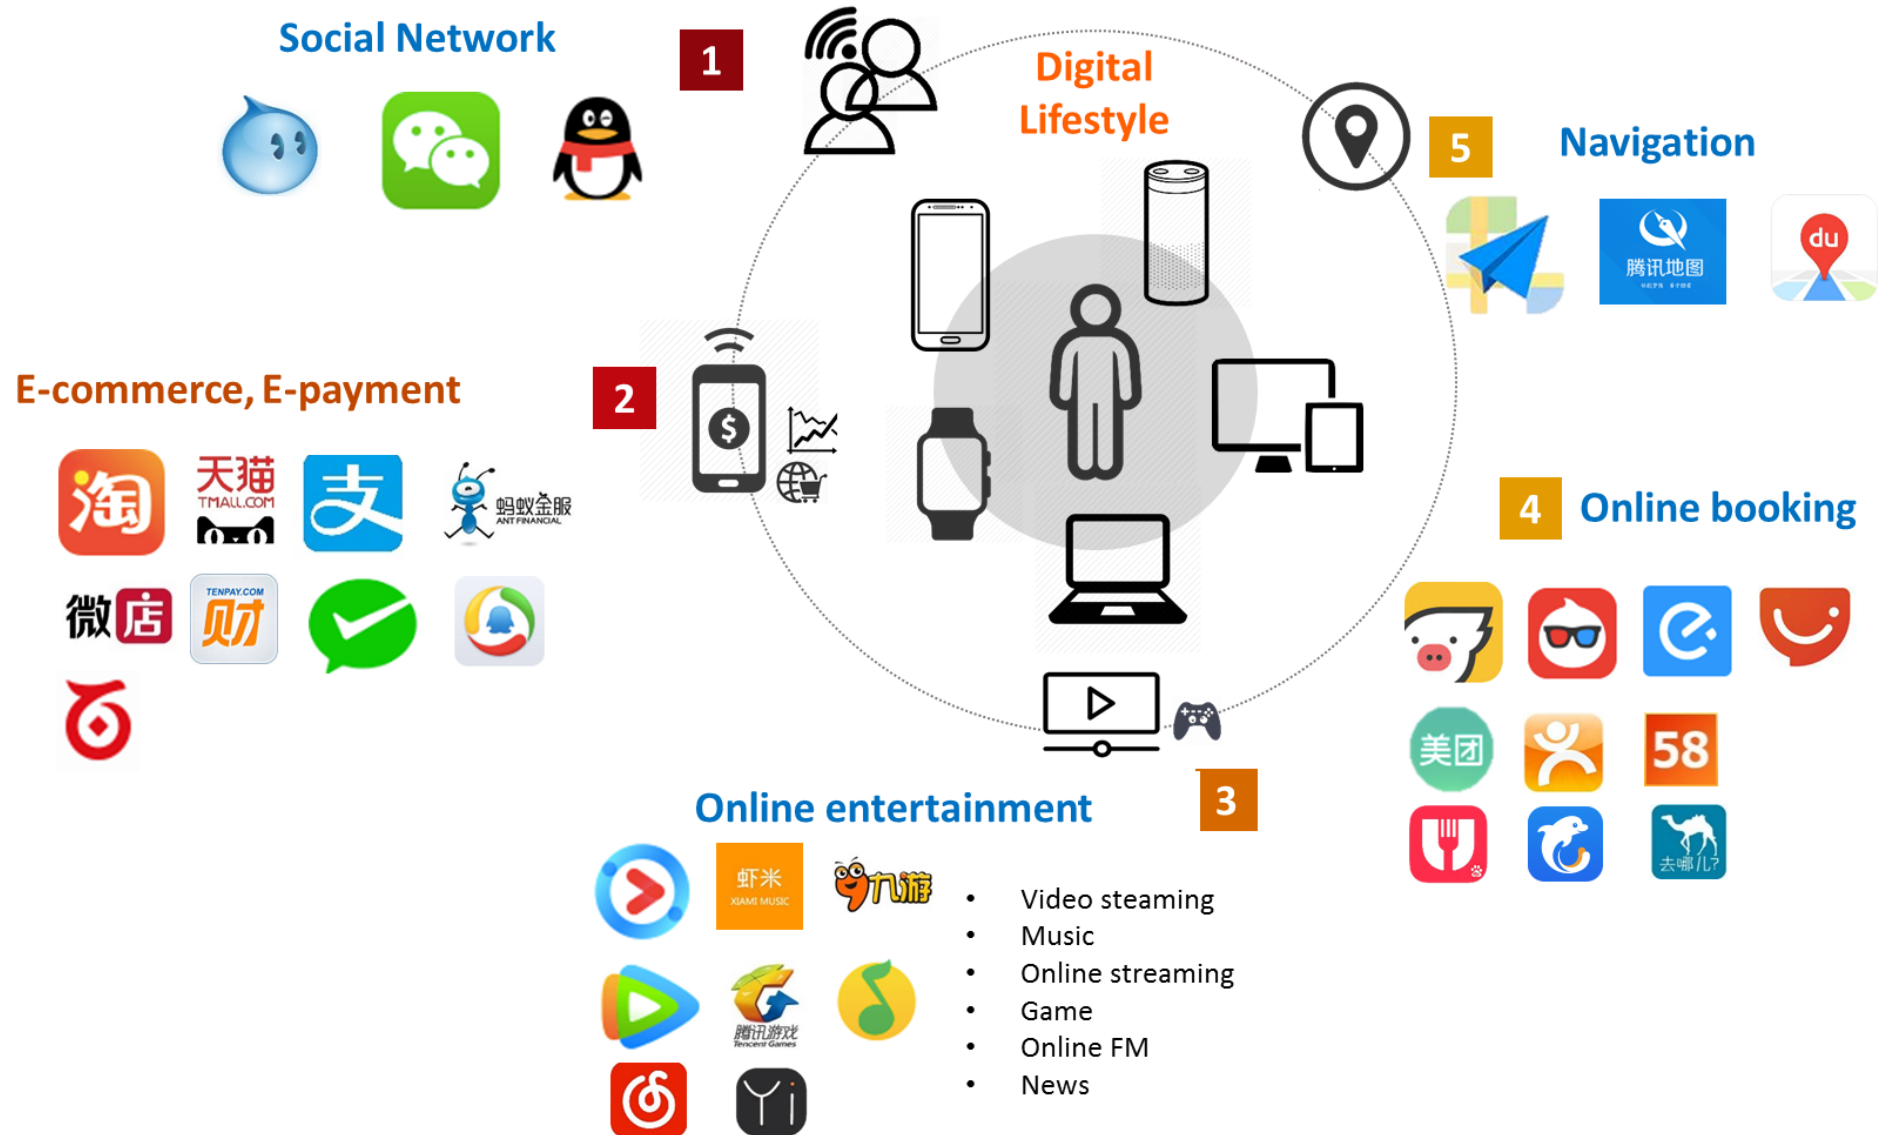 Social Network
1
Digital
Lifestyle
5
Navigation
腾讯地图
du
E-commerce, E-payment
2
$
淘
天猫
TMALL.COM
支
蚂蚁金服
ANT FINANCIAL
微店
TENPAY.COM
财
4
Online booking
美团
58
去哪儿?
Online entertainment
3
虾米
XIAMI MUSIC
九游
腾讯游戏
Tencent Games
Yi
• Video steaming
• Music
• Online streaming
• Game
• Online FM
• News